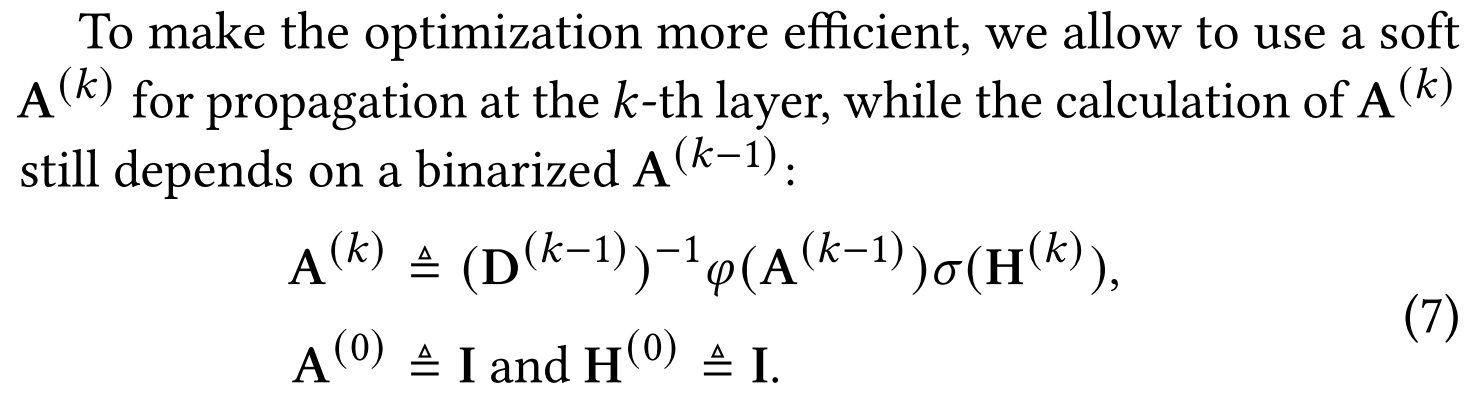 To make the optimization more efficient, we allow to use a soft
A^(k) for propagation at the k-th layer, while the calculation of A^(k)
still depends on a binarized A^(k−1):
A^(k) ≜ (D^(k−1))^−1 φ(A^(k−1))σ(H^(k)),
(7)
A^(0) ≜ I and H^(0) ≜ I.